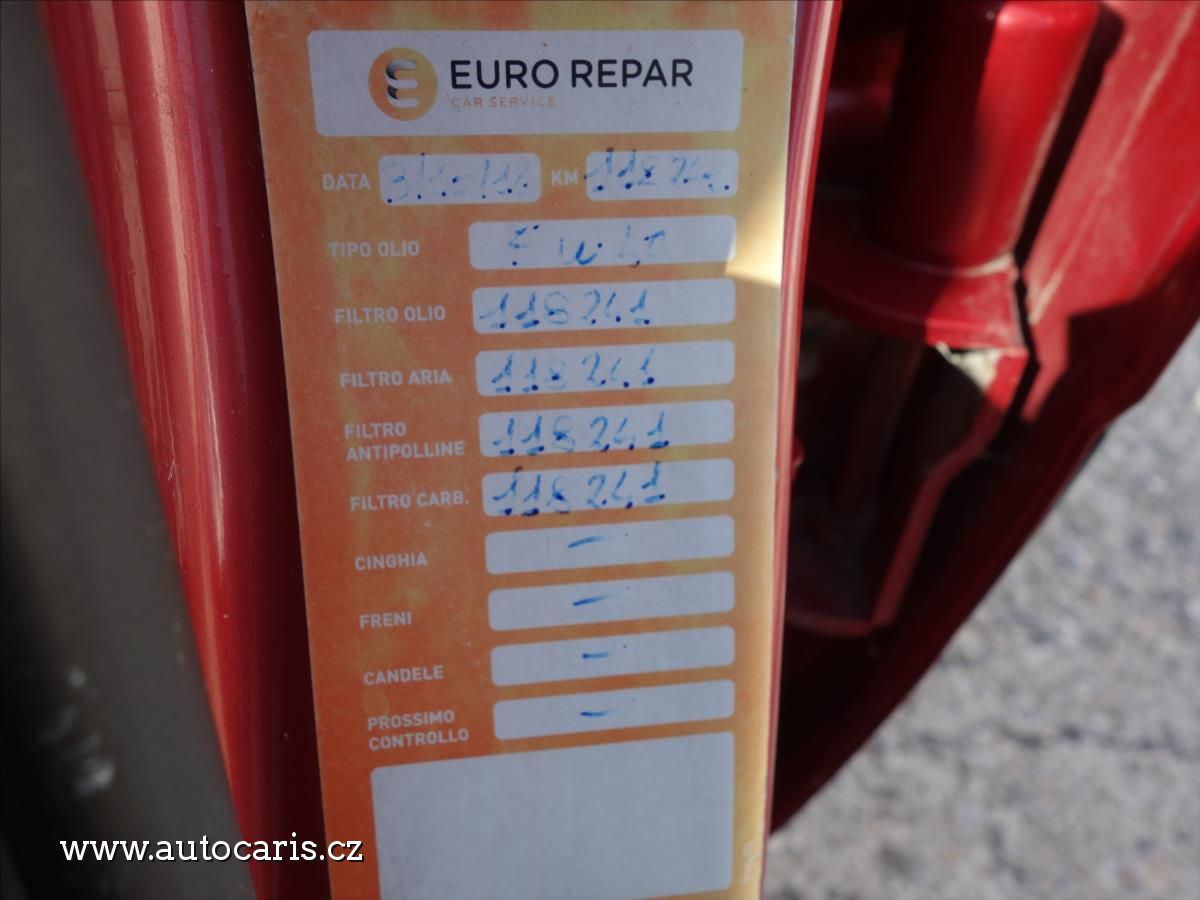 EURO REPAR
CAR SERVICE
DATA KM
TIPO OLIO 5W40
FILTRO OLIO 118241
FILTRO ARIA 118241
FILTRO
ANTIPOLLINE 118241
FILTRO CARB. 118241
CINGHIA –
FRENI –
CANDELE –
PROSSIMO
CONTROLLO –
www.autocaris.cz